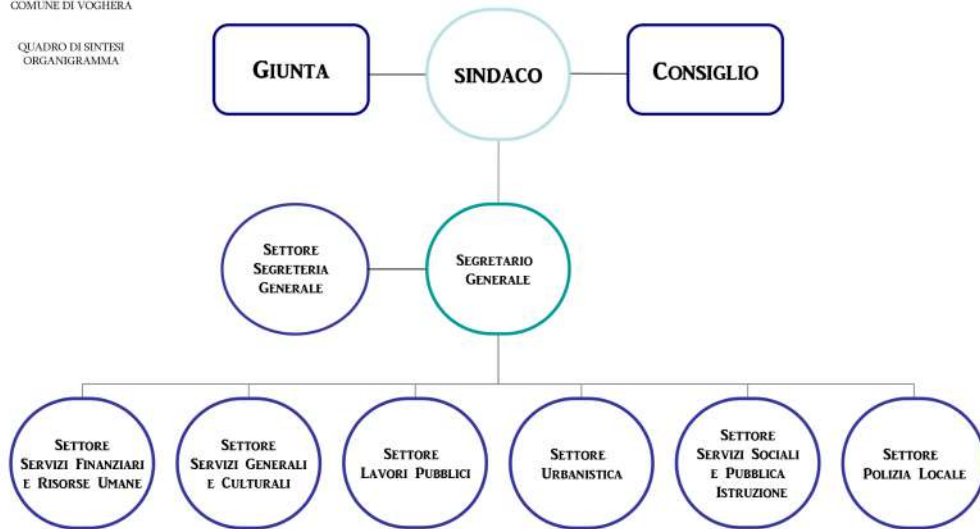 COMUNE DI VOGHERA
QUADRO DI SINTESI
ORGANIGRAMMA
GIUNTA
SINDACO
CONSIGLIO
SETTORE
SEGRETERIA
GENERALE
SEGRETARIO
GENERALE
SETTORE
SERVIZI FINANZIARI
E RISORSE UMANE
SETTORE
SERVIZI GENERALI
E CULTURALI
SETTORE
LAVORI PUBBLICI
SETTORE
URBANISTICA
SETTORE
SERVIZI SOCIALI
E PUBBLICA
ISTRUZIONE
SETTORE
POLIZIA LOCALE